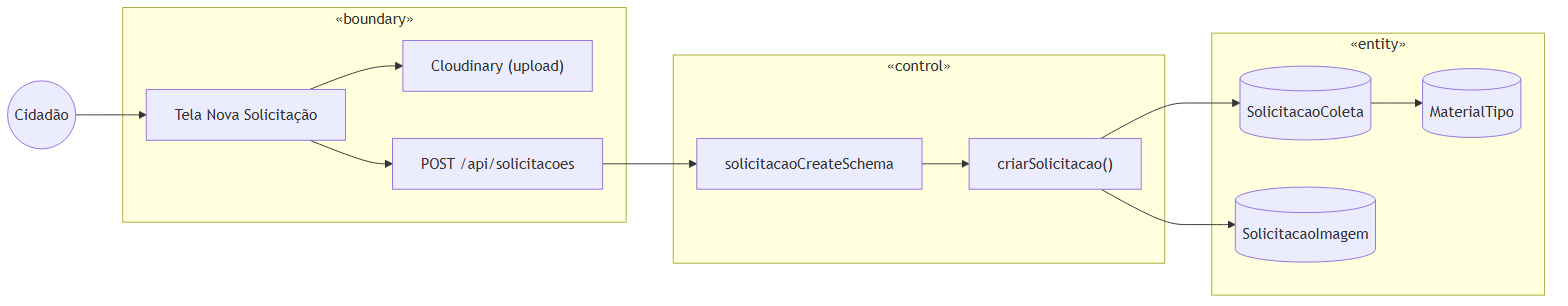 «boundary»
Cidadão
Tela Nova Solicitação
Cloudinary (upload)
POST /api/solicitacoes
«control»
solicitacaoCreateSchema
criarSolicitacao()
«entity»
SolicitacaoColeta
MaterialTipo
SolicitacaoImagem